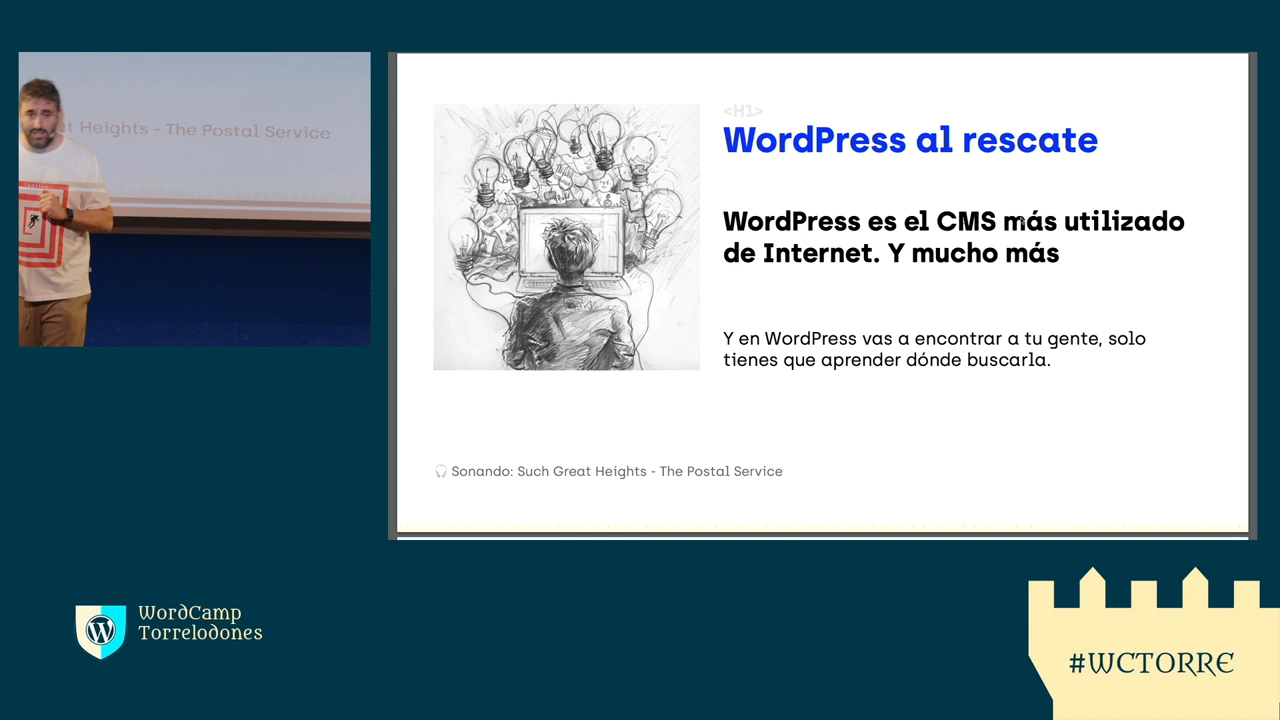 t Heights - The Postal Service
<H1>
WordPress al rescate
WordPress es el CMS más utilizado
de Internet. Y mucho más
Y en WordPress vas a encontrar a tu gente, solo
tienes que aprender dónde buscarla.
🎧 Sonando: Such Great Heights - The Postal Service
WordCamp
Torrelodones
#WCTORRE